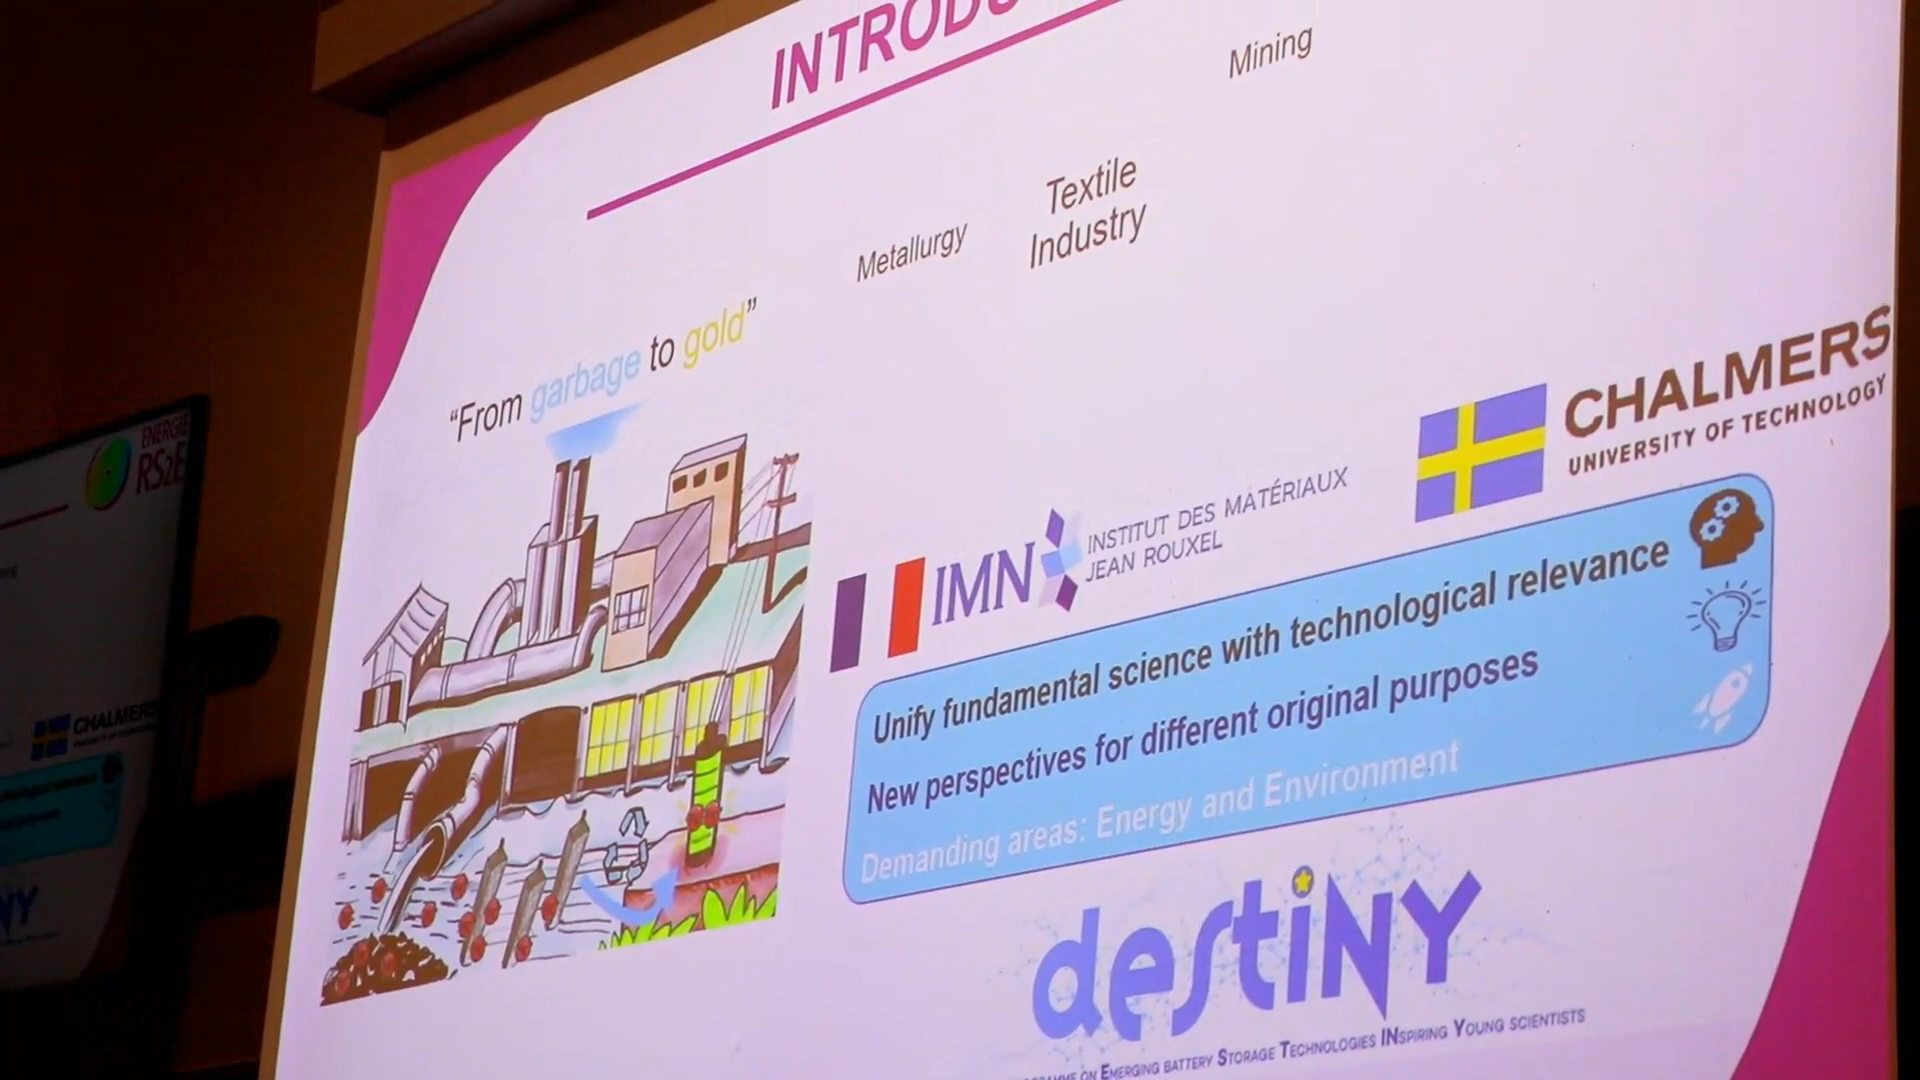 Mining
Textile
Industry
Metallurgy
“From garbage to gold”
ENERGIE
RS2E
CHALMERS
UNIVERSITY OF TECHNOLOGY
IMN
INSTITUT DES MATÉRIAUX
JEAN ROUXEL
Unify fundamental science with technological relevance
New perspectives for different original purposes
Demanding areas: Energy and Environment
CHALMERS
destiNY
ON EMERGING BATTERY STORAGE TECHNOLOGIES INSPIRING YOUNG SCIENTISTS